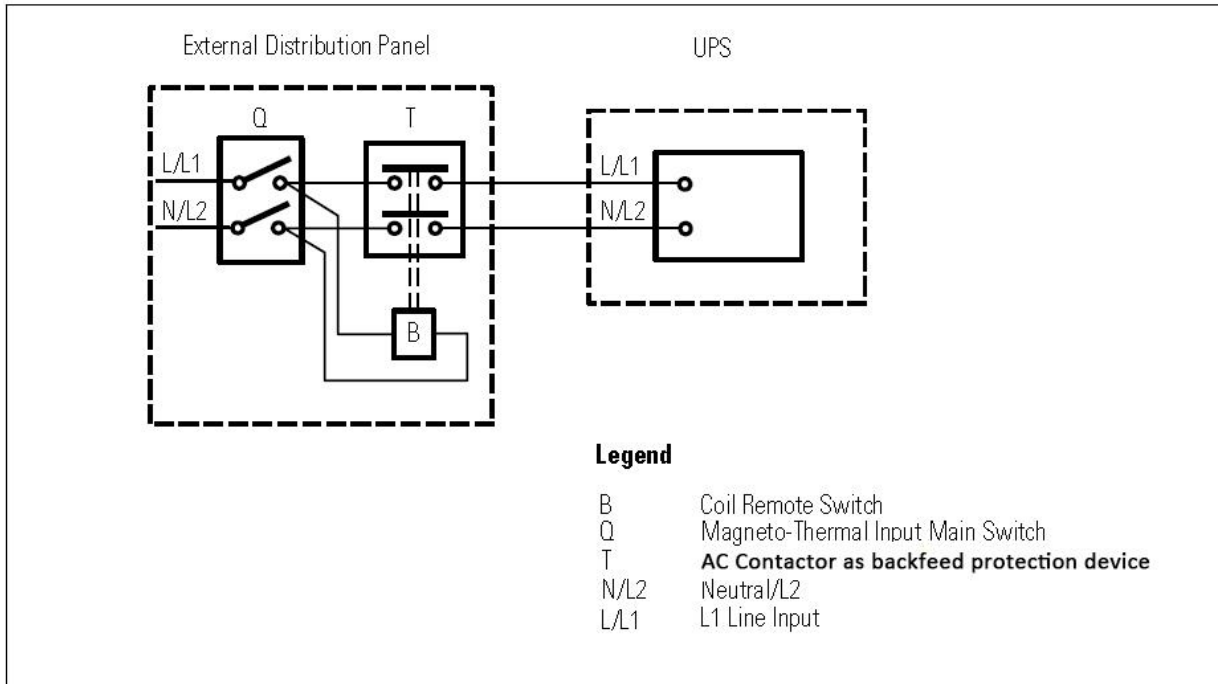 External Distribution Panel
UPS
Q
T
L/L1
N/L2
L/L1
N/L2
B
Legend
B Coil Remote Switch
Q Magneto-Thermal Input Main Switch
T AC Contactor as backfeed protection device
N/L2 Neutral/L2
L/L1 L1 Line Input